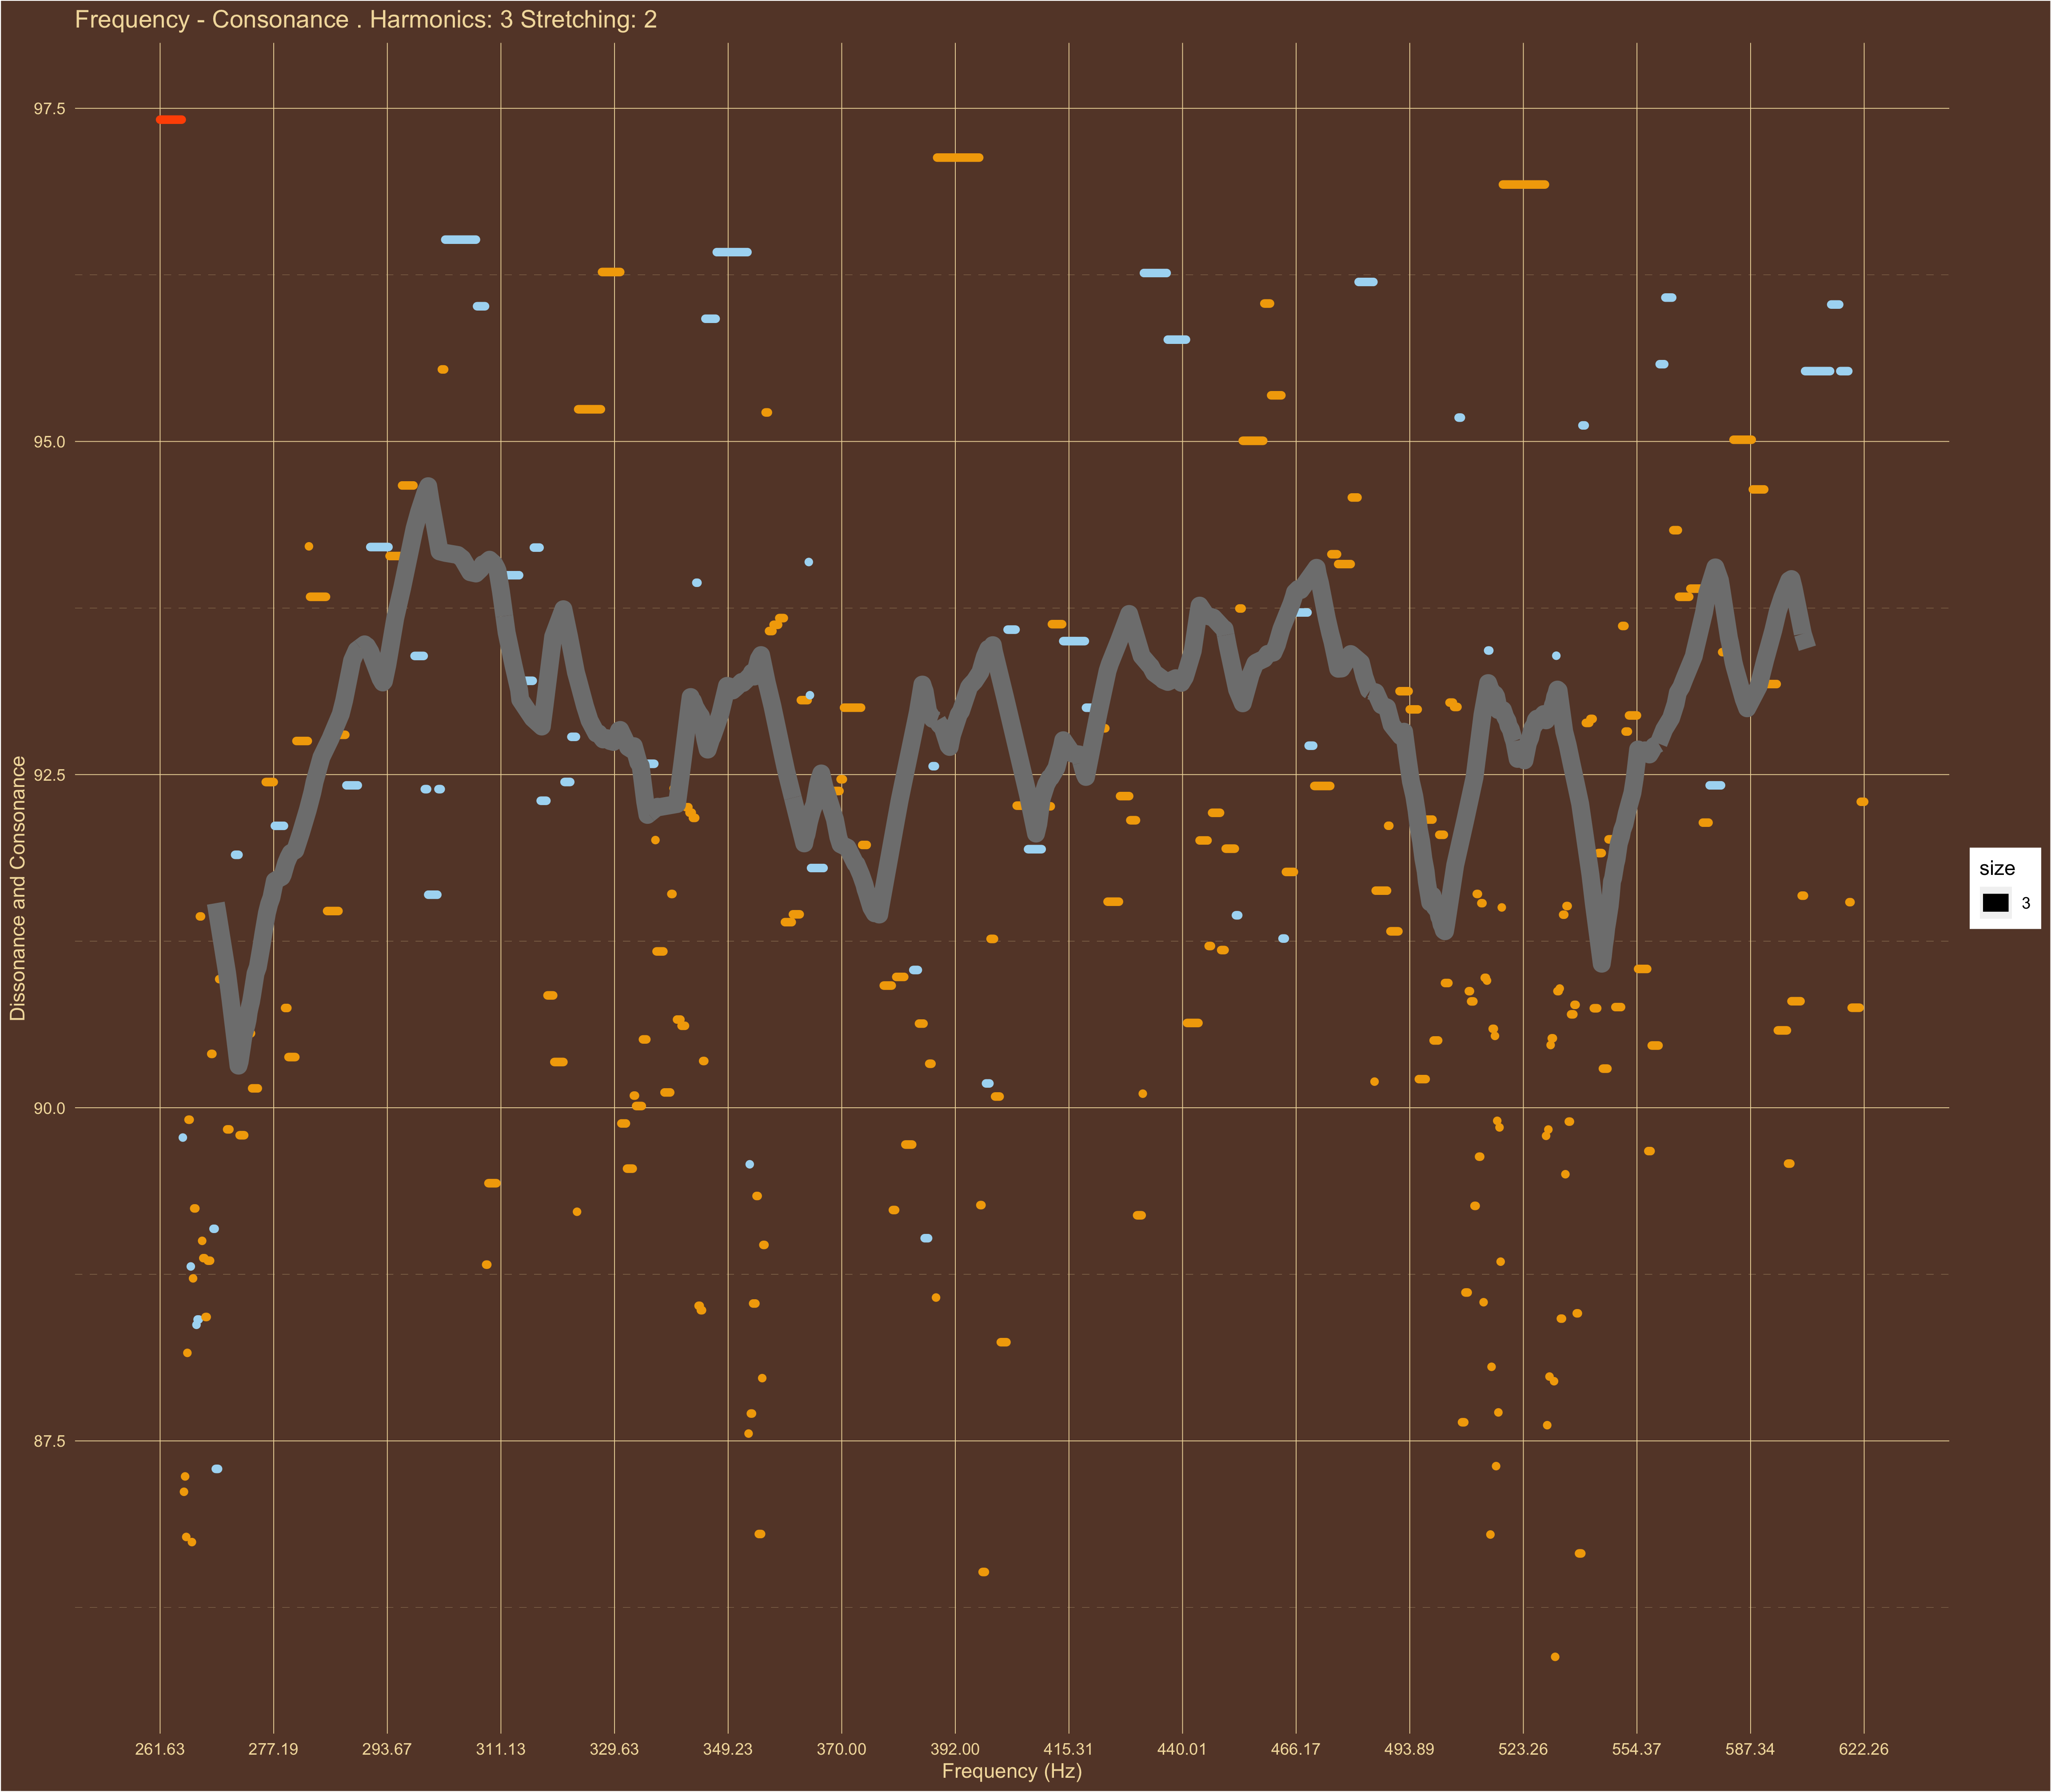 Frequency - Consonance . Harmonics: 3 Stretching: 2
97.5
95.0
92.5
90.0
87.5
Dissonance and Consonance
261.63 277.19 293.67 311.13 329.63 349.23 370.00 392.00 415.31 440.01 466.17 493.89 523.26 554.37 587.34 622.26
Frequency (Hz)
size
3